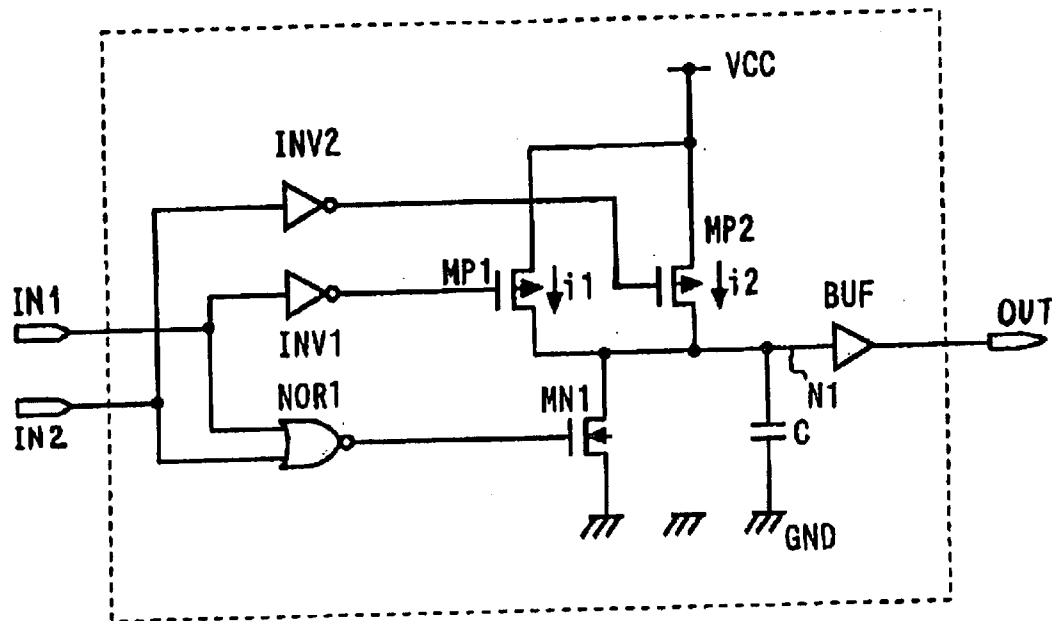 VCC
INV2
MP2
MP1
i1
i2
BUF
IN1
OUT
INV1
N1
NOR1
MN1
IN2
C
GND